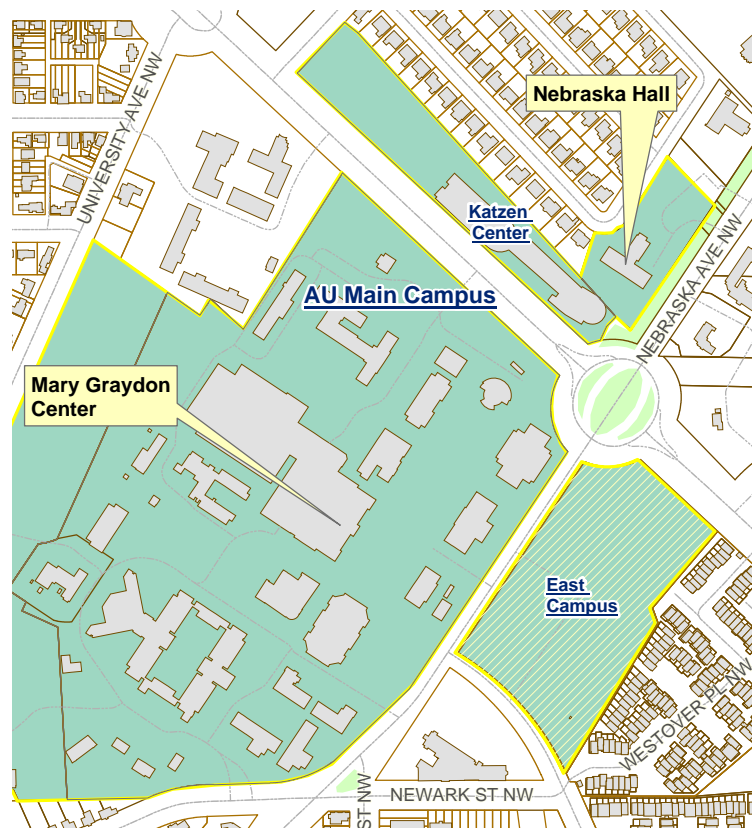 Nebraska Hall
UNIVERSITY AVE NW
Katzen
Center
NEBRASKA AVE NW
AU Main Campus
Mary Graydon
Center
East
Campus
WESTOVER PL NW
NEWARK ST NW
ST NW